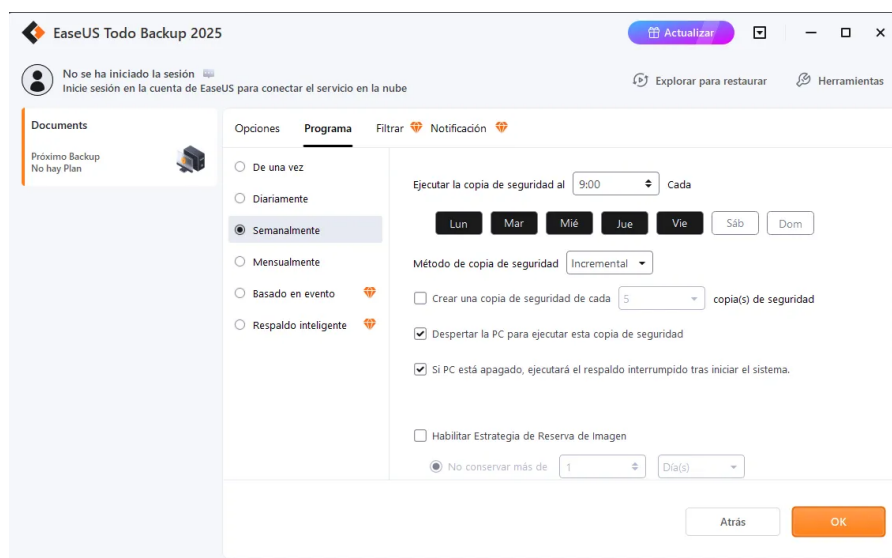 EaseUS Todo Backup 2025
Actualizar
No se ha iniciado la sesión
Inicie sesión en la cuenta de EaseUS para conectar el servicio en la nube
Explorar para restaurar
Herramientas
Documents
Próximo Backup
No hay Plan
Opciones Programa Filtrar Notificación
De una vez
Diariamente
Semanalmente
Mensualmente
Basado en evento
Respaldo inteligente
Ejecutar la copia de seguridad al 9:00 Cada
Lun Mar Mié Jue Vie Sáb Dom
Método de copia de seguridad Incremental
Crear una copia de seguridad de cada 5 copia(s) de seguridad
Despertar la PC para ejecutar esta copia de seguridad
Si PC está apagado, ejecutará el respaldo interrumpido tras iniciar el sistema.
Habilitar Estrategia de Reserva de Imagen
No conservar más de 1 Día(s)
Atrás OK